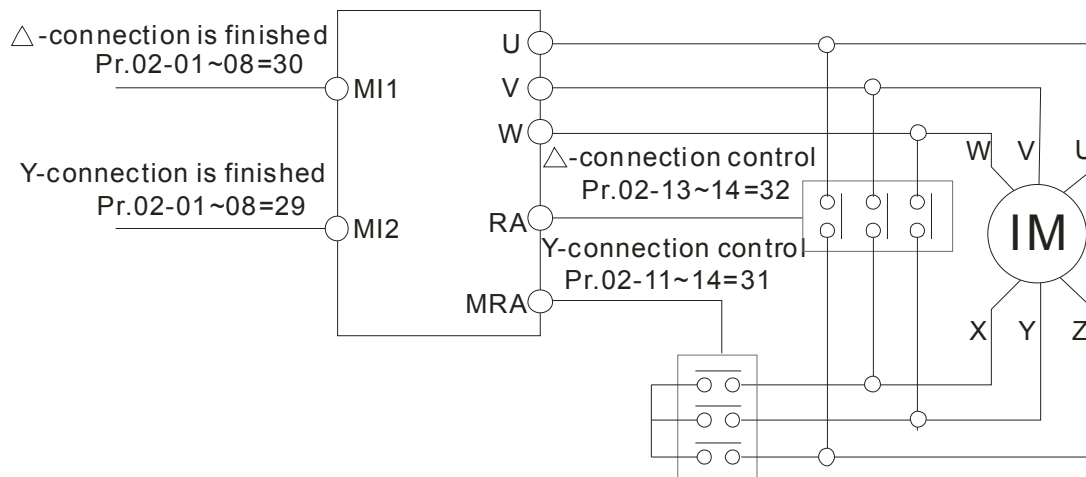 △-connection is finished
Pr.02-01~08=30
MI1
Y-connection is finished
Pr.02-01~08=29
MI2
U
V
W
△-connection control
Pr.02-13~14=32
RA
Y-connection control
Pr.02-11~14=31
MRA
W V U
IM
X Y Z